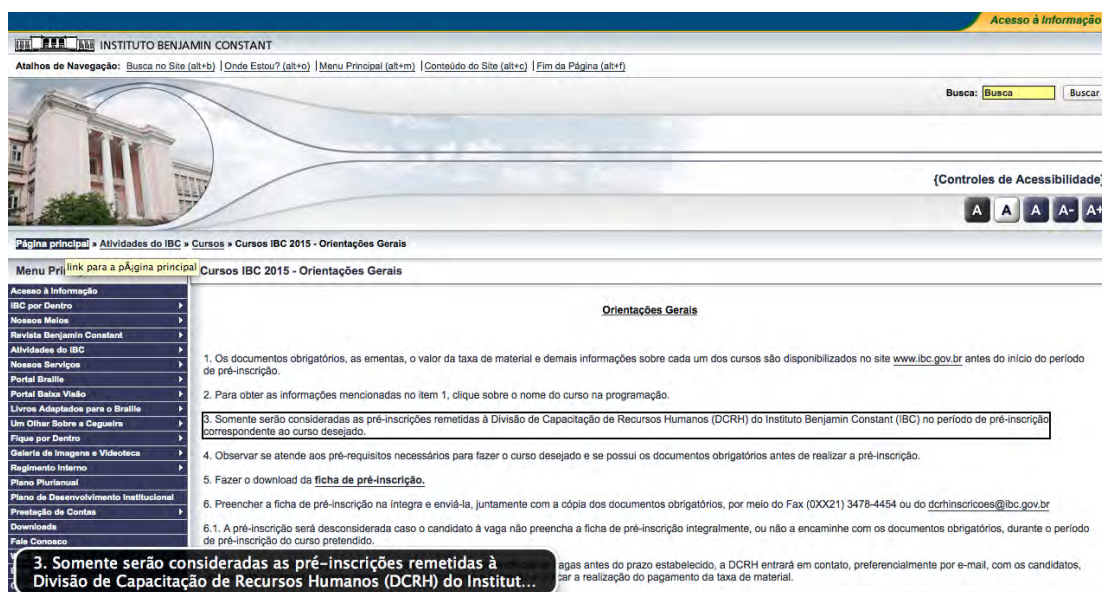 Acesso à Informação
INSTITUTO BENJAMIN CONSTANT
Atalhos de Navegação: Busca no Site (alt+b) | Onde Estou? (alt+o) | Menu Principal (alt+m) | Conteúdo do Site (alt+c) | Fim da Página (alt+f)
Busca: Busca Buscar
{Controles de Acessibilidade}
A A A A- A+
Página principal » Atividades do IBC » Cursos » Cursos IBC 2015 - Orientações Gerais
Menu Pri
link para a pÃ¡gina principal
Cursos IBC 2015 - Orientações Gerais
Acesso à Informação
IBC por Dentro
Nossos Meios
Revista Benjamin Constant
Atividades do IBC
Nossos Serviços
Portal Braille
Portal Baixa Visão
Livros Adaptados para o Braille
Um Olhar Sobre a Cegueira
Fique por Dentro
Galeria de Imagens e Videoteca
Regimento Interno
Plano Plurianual
Plano de Desenvolvimento Institucional
Prestação de Contas
Downloads
Fale Conosco
Orientações Gerais
1. Os documentos obrigatórios, as ementas, o valor da taxa de material e demais informações sobre cada um dos cursos são disponibilizados no site www.ibc.gov.br antes do início do período
de pré-inscrição.
2. Para obter as informações mencionadas no item 1, clique sobre o nome do curso na programação.
3. Somente serão consideradas as pré-inscrições remetidas à Divisão de Capacitação de Recursos Humanos (DCRH) do Instituto Benjamin Constant (IBC) no período de pré-inscrição
correspondente ao curso desejado.
4. Observar se atende aos pré-requisitos necessários para fazer o curso desejado e se possui os documentos obrigatórios antes de realizar a pré-inscrição.
5. Fazer o download da ficha de pré-inscrição.
6. Preencher a ficha de pré-inscrição na íntegra e enviá-la, juntamente com a cópia dos documentos obrigatórios, por meio do Fax (0XX21) 3478-4454 ou do dcrhinscricoes@ibc.gov.br
6.1. A pré-inscrição será desconsiderada caso o candidato à vaga não preencha a ficha de pré-inscrição integralmente, ou não a encaminhe com os documentos obrigatórios, durante o período
de pré-inscrição do curso pretendido.
agas antes do prazo estabelecido, a DCRH entrará em contato, preferencialmente por e-mail, com os candidatos,
car a realização do pagamento da taxa de material.
3. Somente serão consideradas as pré-inscrições remetidas à
Divisão de Capacitação de Recursos Humanos (DCRH) do Institut...